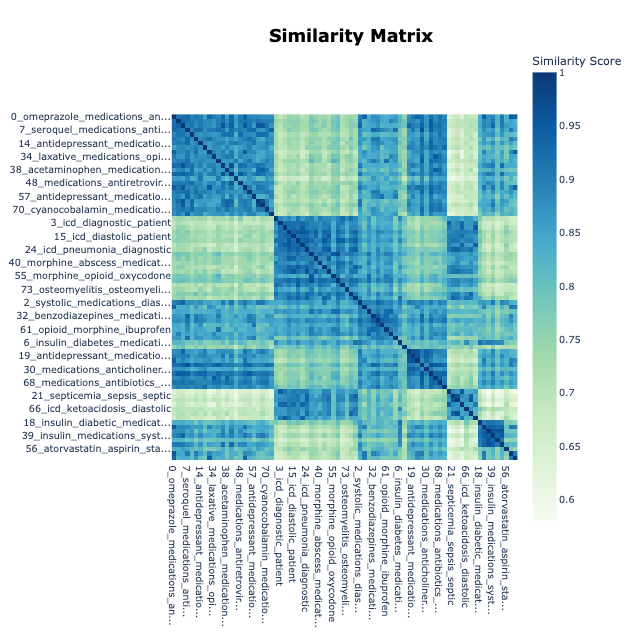 Similarity Matrix
Similarity Score
1
0.95
0.9
0.85
0.8
0.75
0.7
0.65
0.6
0_omeprazole_medications_an...
7_seroquel_medications_anti...
14_antidepressant_medicatio...
34_laxative_medications_opi...
38_acetaminophen_medication...
48_medications_antiretrovir...
57_antidepressant_medicatio...
70_cyanocobalamin_medicatio...
3_icd_diagnostic_patient
15_icd_diastolic_patient
24_icd_pneumonia_diagnostic
40_morphine_abscess_medicat...
55_morphine_opioid_oxycodone
73_osteomyelitis_osteomyeli...
2_systolic_medications_dias...
32_benzodiazepines_medicati...
61_opioid_morphine_ibuprofen
6_insulin_diabetes_medicati...
19_antidepressant_medicatio...
30_medications_anticholiner...
68_medications_antibiotics_...
21_septicemia_sepsis_septic
66_icd_ketoacidosis_diastolic
18_insulin_diabetic_medicat...
39_insulin_medications_syst...
56_atorvastatin_aspirin_sta...
0_omeprazole_medications_an...
7_seroquel_medications_anti...
14_antidepressant_medicatio...
34_laxative_medications_opi...
38_acetaminophen_medication...
48_medications_antiretrovir...
57_antidepressant_medicatio...
70_cyanocobalamin_medicatio...
3_icd_diagnostic_patient
15_icd_diastolic_patient
24_icd_pneumonia_diagnostic
40_morphine_abscess_medicat...
55_morphine_opioid_oxycodone
73_osteomyelitis_osteomyeli...
2_systolic_medications_dias...
32_benzodiazepines_medicati...
61_opioid_morphine_ibuprofen
6_insulin_diabetes_medicati...
19_antidepressant_medicatio...
30_medications_anticholiner...
68_medications_antibiotics_...
21_septicemia_sepsis_septic
66_icd_ketoacidosis_diastolic
18_insulin_diabetic_medicat...
39_insulin_medications_syst...
56_atorvastatin_aspirin_sta...